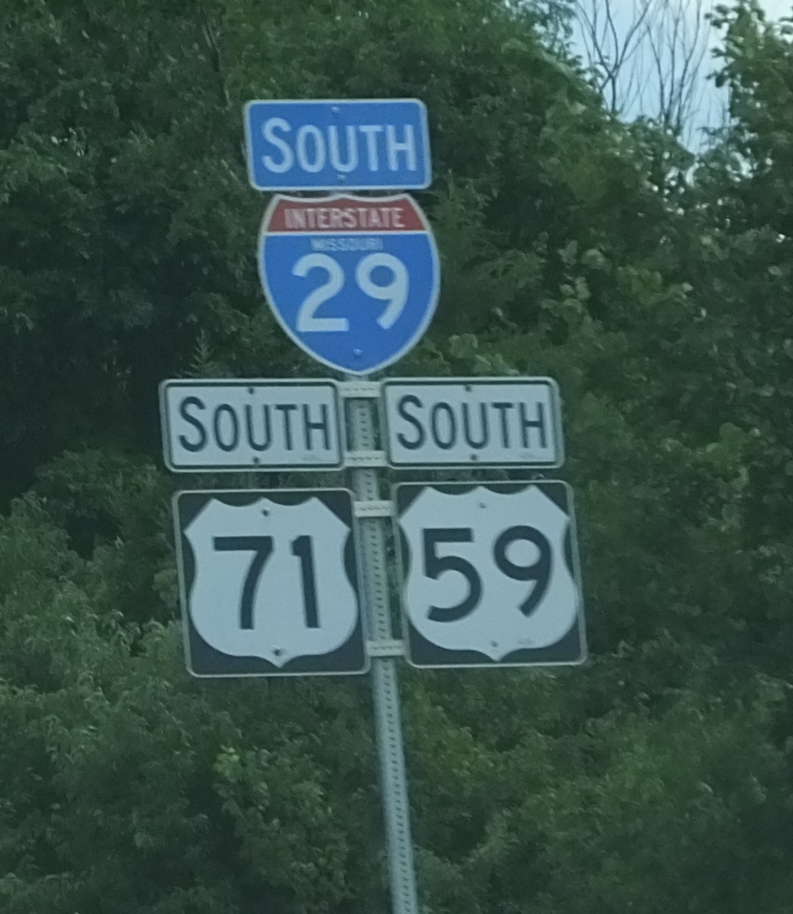 SOUTH
INTERSTATE
MISSOURI
29
SOUTH SOUTH
71 59